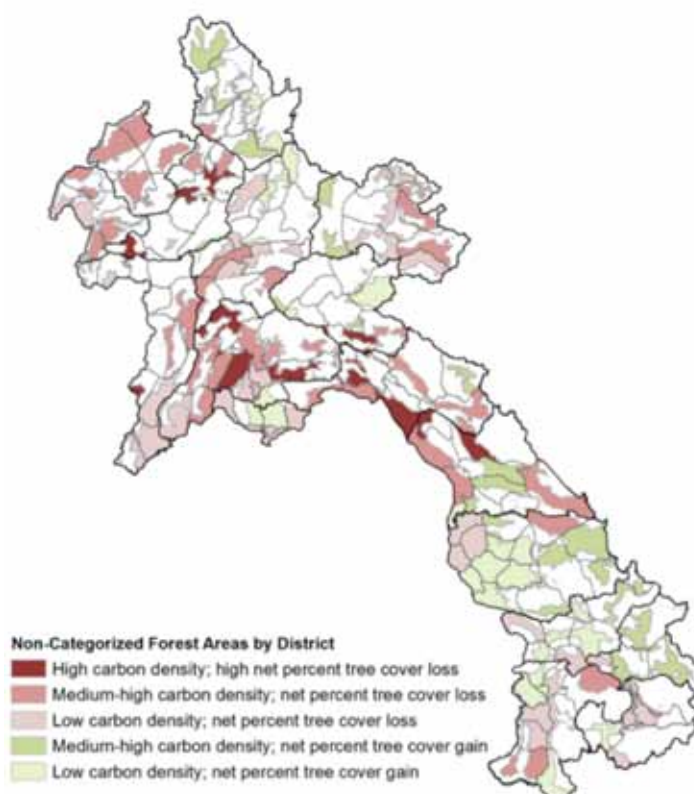 Non-Categorized Forest Areas by District
High carbon density; high net percent tree cover loss
Medium-high carbon density; net percent tree cover loss
Low carbon density; net percent tree cover loss
Medium-high carbon density; net percent tree cover gain
Low carbon density; net percent tree cover gain